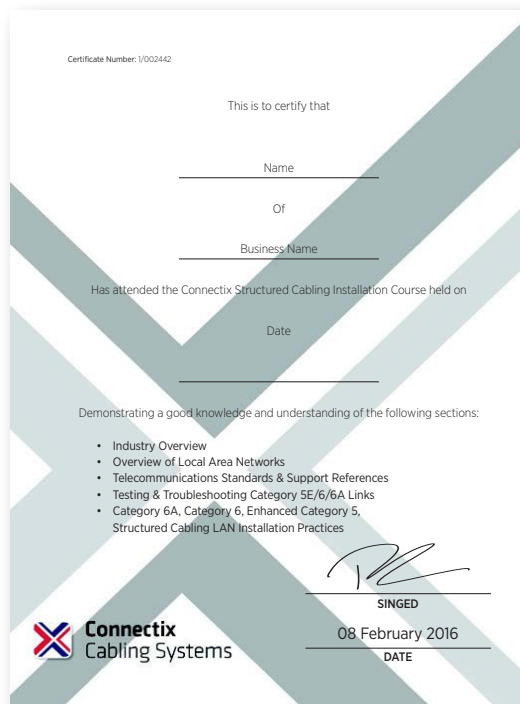 Certificate Number: 1/002442
This is to certify that
Name
Of
Business Name
Has attended the Connectix Structured Cabling Installation Course held on
Date
Demonstrating a good knowledge and understanding of the following sections:
• Industry Overview
• Overview of Local Area Networks
• Telecommunications Standards & Support References
• Testing & Troubleshooting Category 5E/6/6A Links
• Category 6A, Category 6, Enhanced Category 5,
Structured Cabling LAN Installation Practices
SINGED
08 February 2016
DATE
Connectix
Cabling Systems